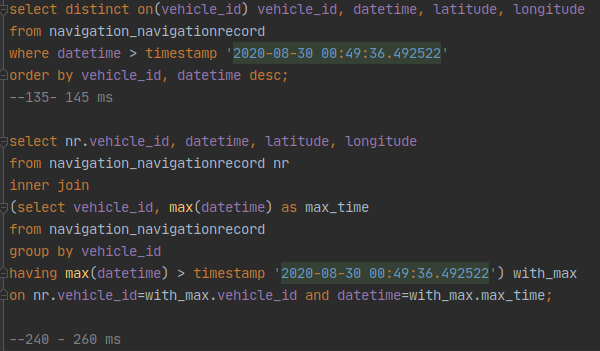 select distinct on(vehicle_id) vehicle_id, datetime, latitude, longitude
from navigation_navigationrecord
where datetime > timestamp '2020-08-30 00:49:36.492522'
order by vehicle_id, datetime desc;
--135- 145 ms
select nr.vehicle_id, datetime, latitude, longitude
from navigation_navigationrecord nr
inner join
(select vehicle_id, max(datetime) as max_time
from navigation_navigationrecord
group by vehicle_id
having max(datetime) > timestamp '2020-08-30 00:49:36.492522') with_max
on nr.vehicle_id=with_max.vehicle_id and datetime=with_max.max_time;
--240 - 260 ms